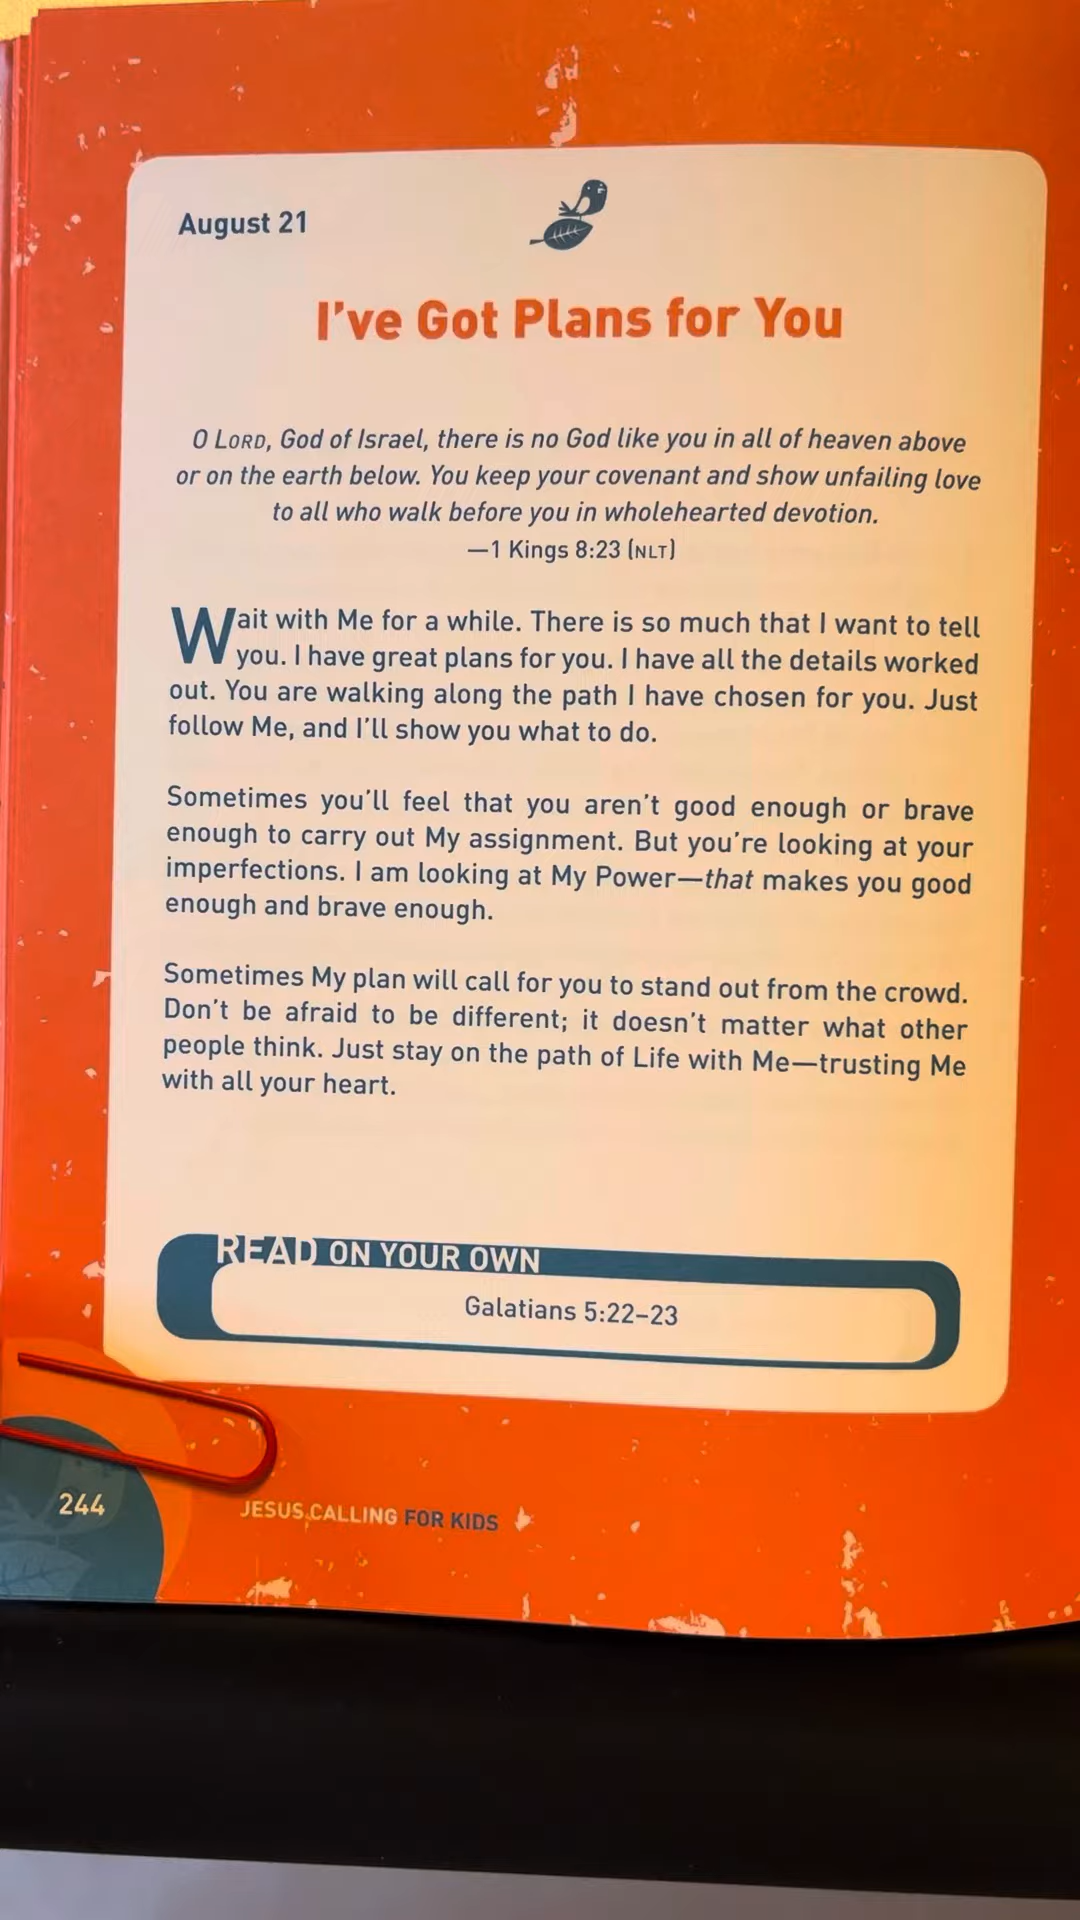 August 21
I've Got Plans for You
O LORD, God of Israel, there is no God like you in all of heaven above
or on the earth below. You keep your covenant and show unfailing love
to all who walk before you in wholehearted devotion.
—1 Kings 8:23 (NLT)
Wait with Me for a while. There is so much that I want to tell
you. I have great plans for you. I have all the details worked
out. You are walking along the path I have chosen for you. Just
follow Me, and I'll show you what to do.
Sometimes you'll feel that you aren't good enough or brave
enough to carry out My assignment. But you're looking at your
imperfections. I am looking at My Power—that makes you good
enough and brave enough.
Sometimes My plan will call for you to stand out from the crowd.
Don't be afraid to be different; it doesn't matter what other
people think. Just stay on the path of Life with Me—trusting Me
with all your heart.
READ ON YOUR OWN
Galatians 5:22–23
244
JESUS CALLING FOR KIDS